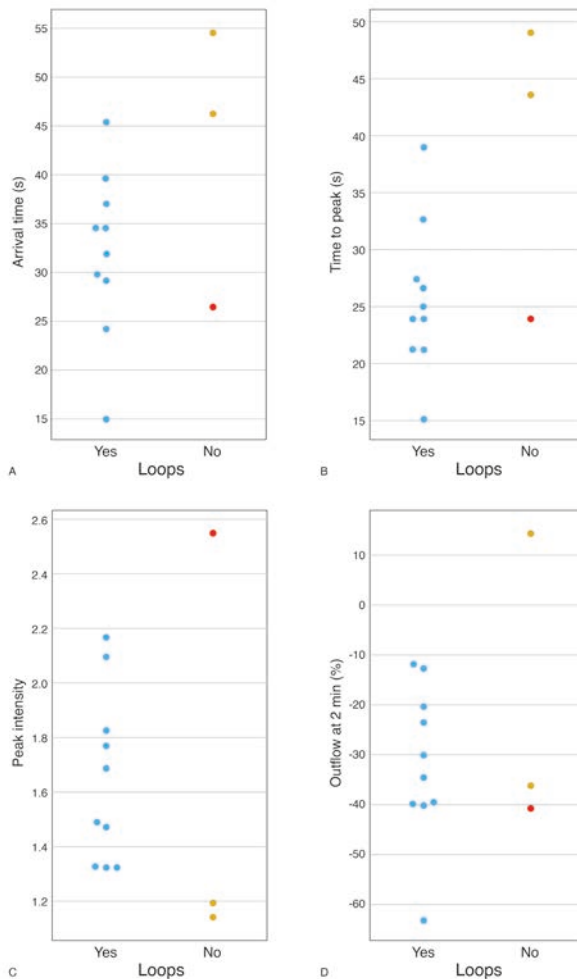 55
50
45
40
35
30
25
20
15
Arrival time (s)
Yes
No
Loops
A
50
45
40
35
30
25
20
15
Time to peak (s)
Yes
No
Loops
B
2.6
2.4
2.2
2.0
1.8
1.6
1.4
1.2
Peak intensity
Yes
No
Loops
C
10
0
-10
-20
-30
-40
-50
-60
Outflow at 2 min (%)
Yes
No
Loops
D